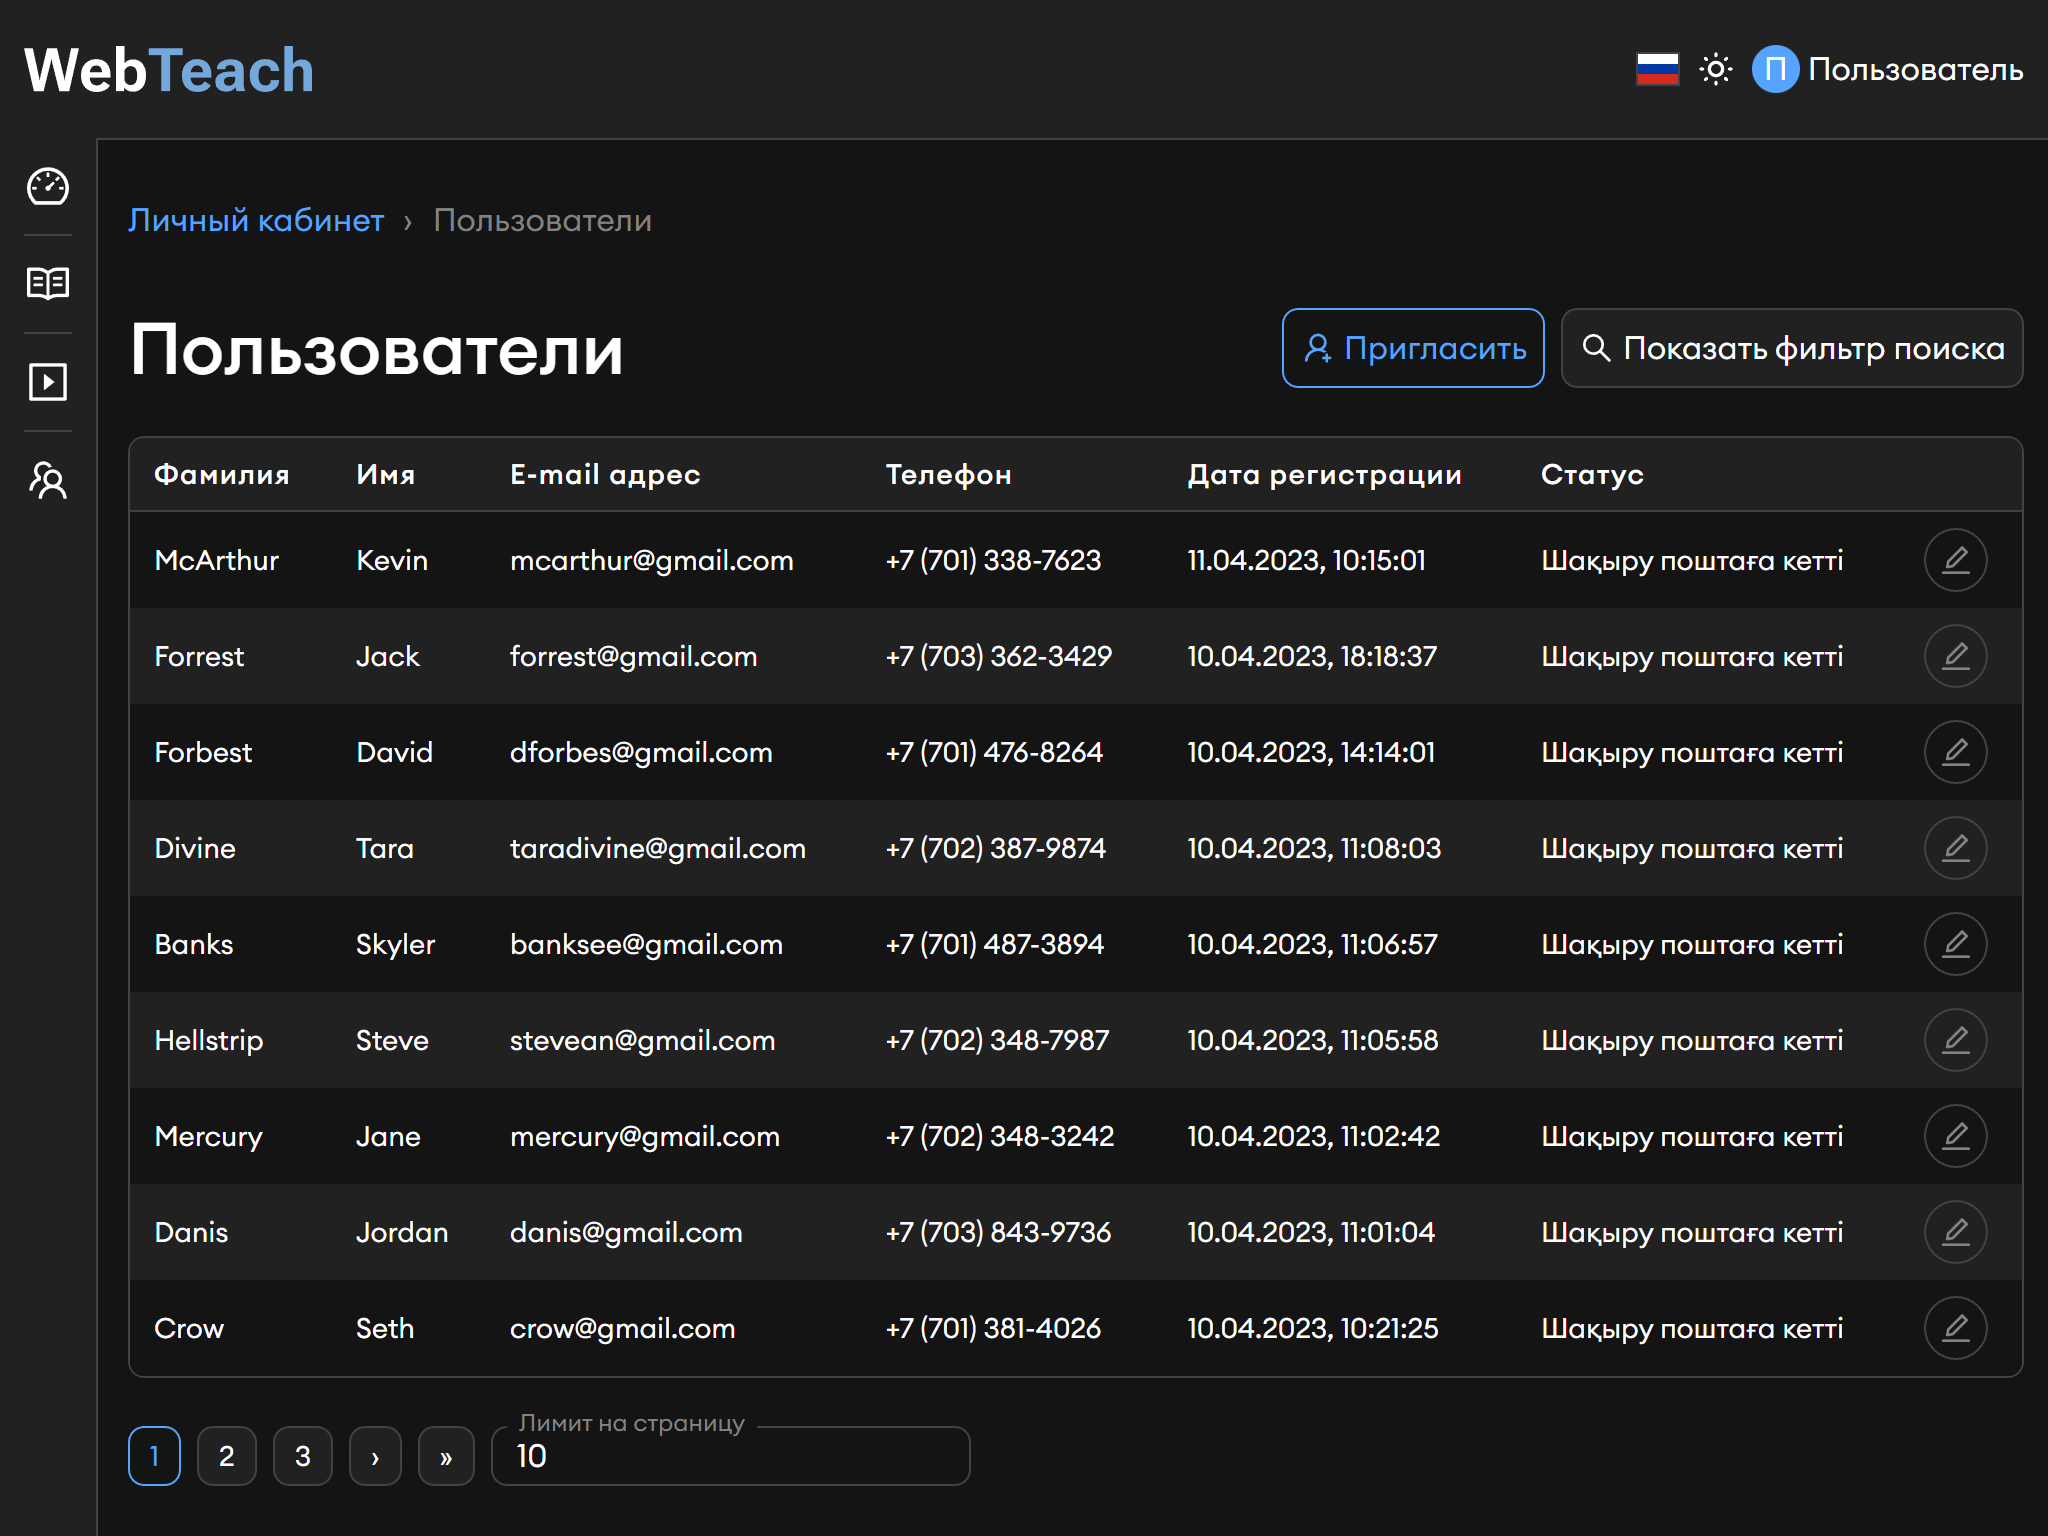 WebTeach
П Пользователь
Личный кабинет › Пользователи
Пользователи
Пригласить
Показать фильтр поиска
Фамилия Имя E-mail адрес Телефон Дата регистрации Статус
McArthur Kevin mcarthur@gmail.com +7 (701) 338-7623 11.04.2023, 10:15:01 Шақыру поштаға кетті
Forrest Jack forrest@gmail.com +7 (703) 362-3429 10.04.2023, 18:18:37 Шақыру поштаға кетті
Forbest David dforbes@gmail.com +7 (701) 476-8264 10.04.2023, 14:14:01 Шақыру поштаға кетті
Divine Tara taradivine@gmail.com +7 (702) 387-9874 10.04.2023, 11:08:03 Шақыру поштаға кетті
Banks Skyler banksee@gmail.com +7 (701) 487-3894 10.04.2023, 11:06:57 Шақыру поштаға кетті
Hellstrip Steve stevean@gmail.com +7 (702) 348-7987 10.04.2023, 11:05:58 Шақыру поштаға кетті
Mercury Jane mercury@gmail.com +7 (702) 348-3242 10.04.2023, 11:02:42 Шақыру поштаға кетті
Danis Jordan danis@gmail.com +7 (703) 843-9736 10.04.2023, 11:01:04 Шақыру поштаға кетті
Crow Seth crow@gmail.com +7 (701) 381-4026 10.04.2023, 10:21:25 Шақыру поштаға кетті
Лимит на страницу
1 2 3 › » 10